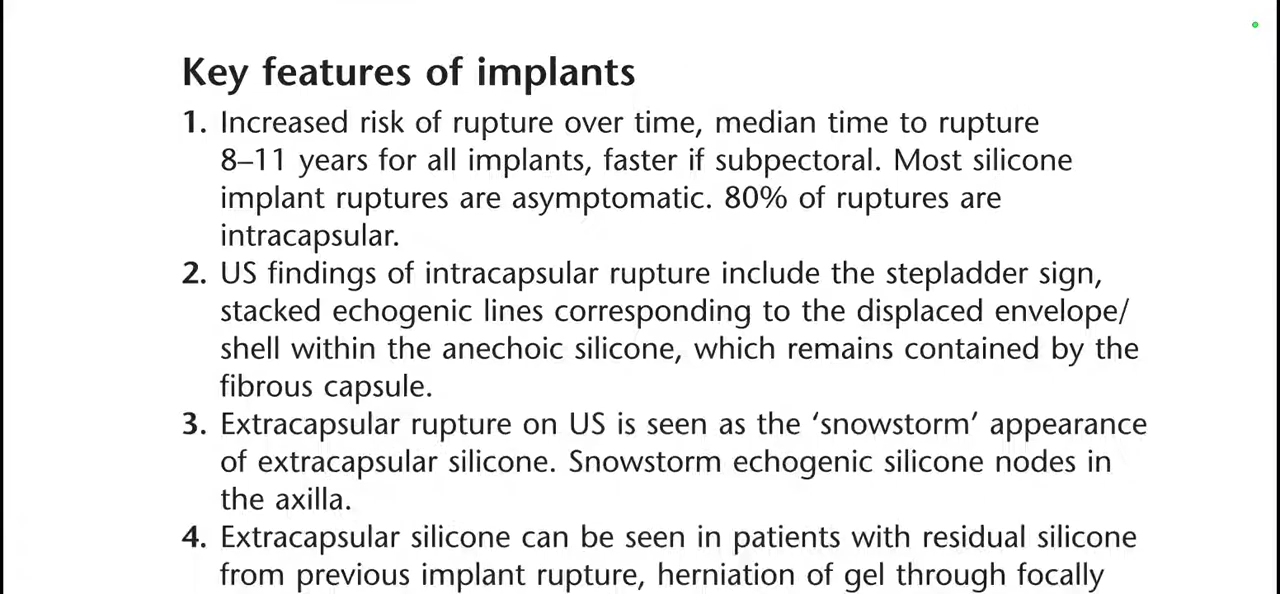 Key features of implants
1. Increased risk of rupture over time, median time to rupture
8–11 years for all implants, faster if subpectoral. Most silicone
implant ruptures are asymptomatic. 80% of ruptures are
intracapsular.
2. US findings of intracapsular rupture include the stepladder sign,
stacked echogenic lines corresponding to the displaced envelope/
shell within the anechoic silicone, which remains contained by the
fibrous capsule.
3. Extracapsular rupture on US is seen as the ‘snowstorm’ appearance
of extracapsular silicone. Snowstorm echogenic silicone nodes in
the axilla.
4. Extracapsular silicone can be seen in patients with residual silicone
from previous implant rupture, herniation of gel through focally